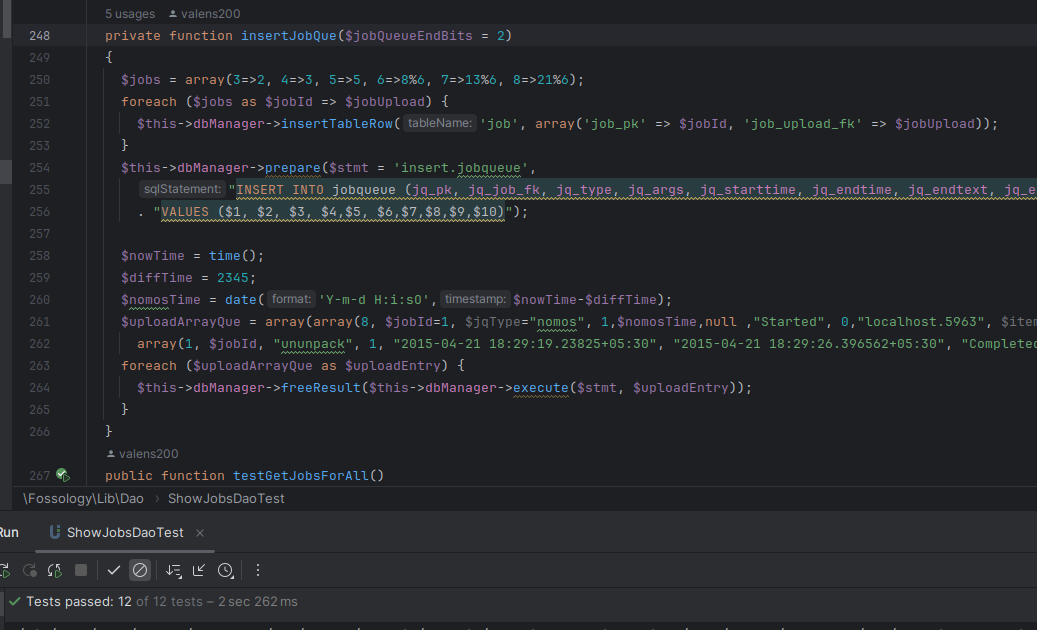 5 usages valens200
248 private function insertJobQue($jobQueueEndBits = 2)
249 {
250 $jobs = array(3=>2, 4=>3, 5=>5, 6=>8%6, 7=>13%6, 8=>21%6);
251 foreach ($jobs as $jobId => $jobUpload) {
252 $this->dbManager->insertTableRow( tableName: 'job', array('job_pk' => $jobId, 'job_upload_fk' => $jobUpload));
253 }
254 $this->dbManager->prepare($stmt = 'insert.jobqueue',
255 sqlStatement: "INSERT INTO jobqueue (jq_pk, jq_job_fk, jq_type, jq_args, jq_starttime, jq_endtime, jq_endtext, jq_e
256 . "VALUES ($1, $2, $3, $4,$5, $6,$7,$8,$9,$10)");
257
258 $nowTime = time();
259 $diffTime = 2345;
260 $nomosTime = date( format: 'Y-m-d H:i:sO', timestamp: $nowTime-$diffTime);
261 $uploadArrayQue = array(array(8, $jobId=1, $jqType="nomos", 1,$nomosTime,null ,"Started", 0,"localhost.5963", $item
262 array(1, $jobId, "ununpack", 1, "2015-04-21 18:29:19.23825+05:30", "2015-04-21 18:29:26.396562+05:30", "Completed
263 foreach ($uploadArrayQue as $uploadEntry) {
264 $this->dbManager->freeResult($this->dbManager->execute($stmt, $uploadEntry));
265 }
266 }
valens200
267 public function testGetJobsForAll()
\Fossology\Lib\Dao > ShowJobsDaoTest
Run ShowJobsDaoTest ×
Tests passed: 12 of 12 tests – 2 sec 262 ms